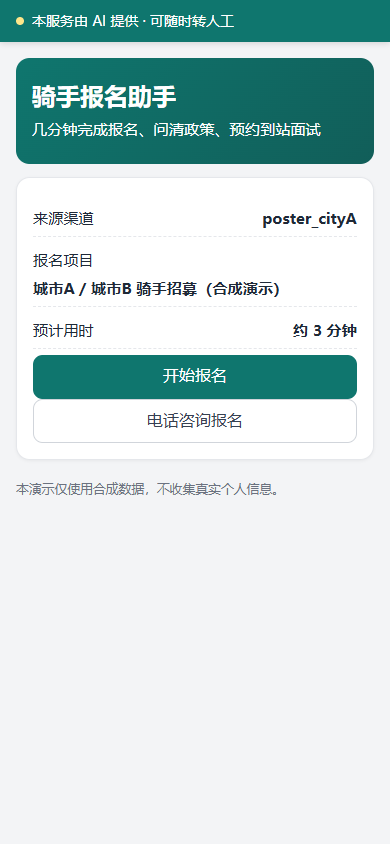 本服务由 AI 提供 · 可随时转人工
骑手报名助手
几分钟完成报名、问清政策、预约到站面试
来源渠道 poster_cityA
报名项目
城市A / 城市B 骑手招募（合成演示）
预计用时 约 3 分钟
开始报名
电话咨询报名
本演示仅使用合成数据，不收集真实个人信息。